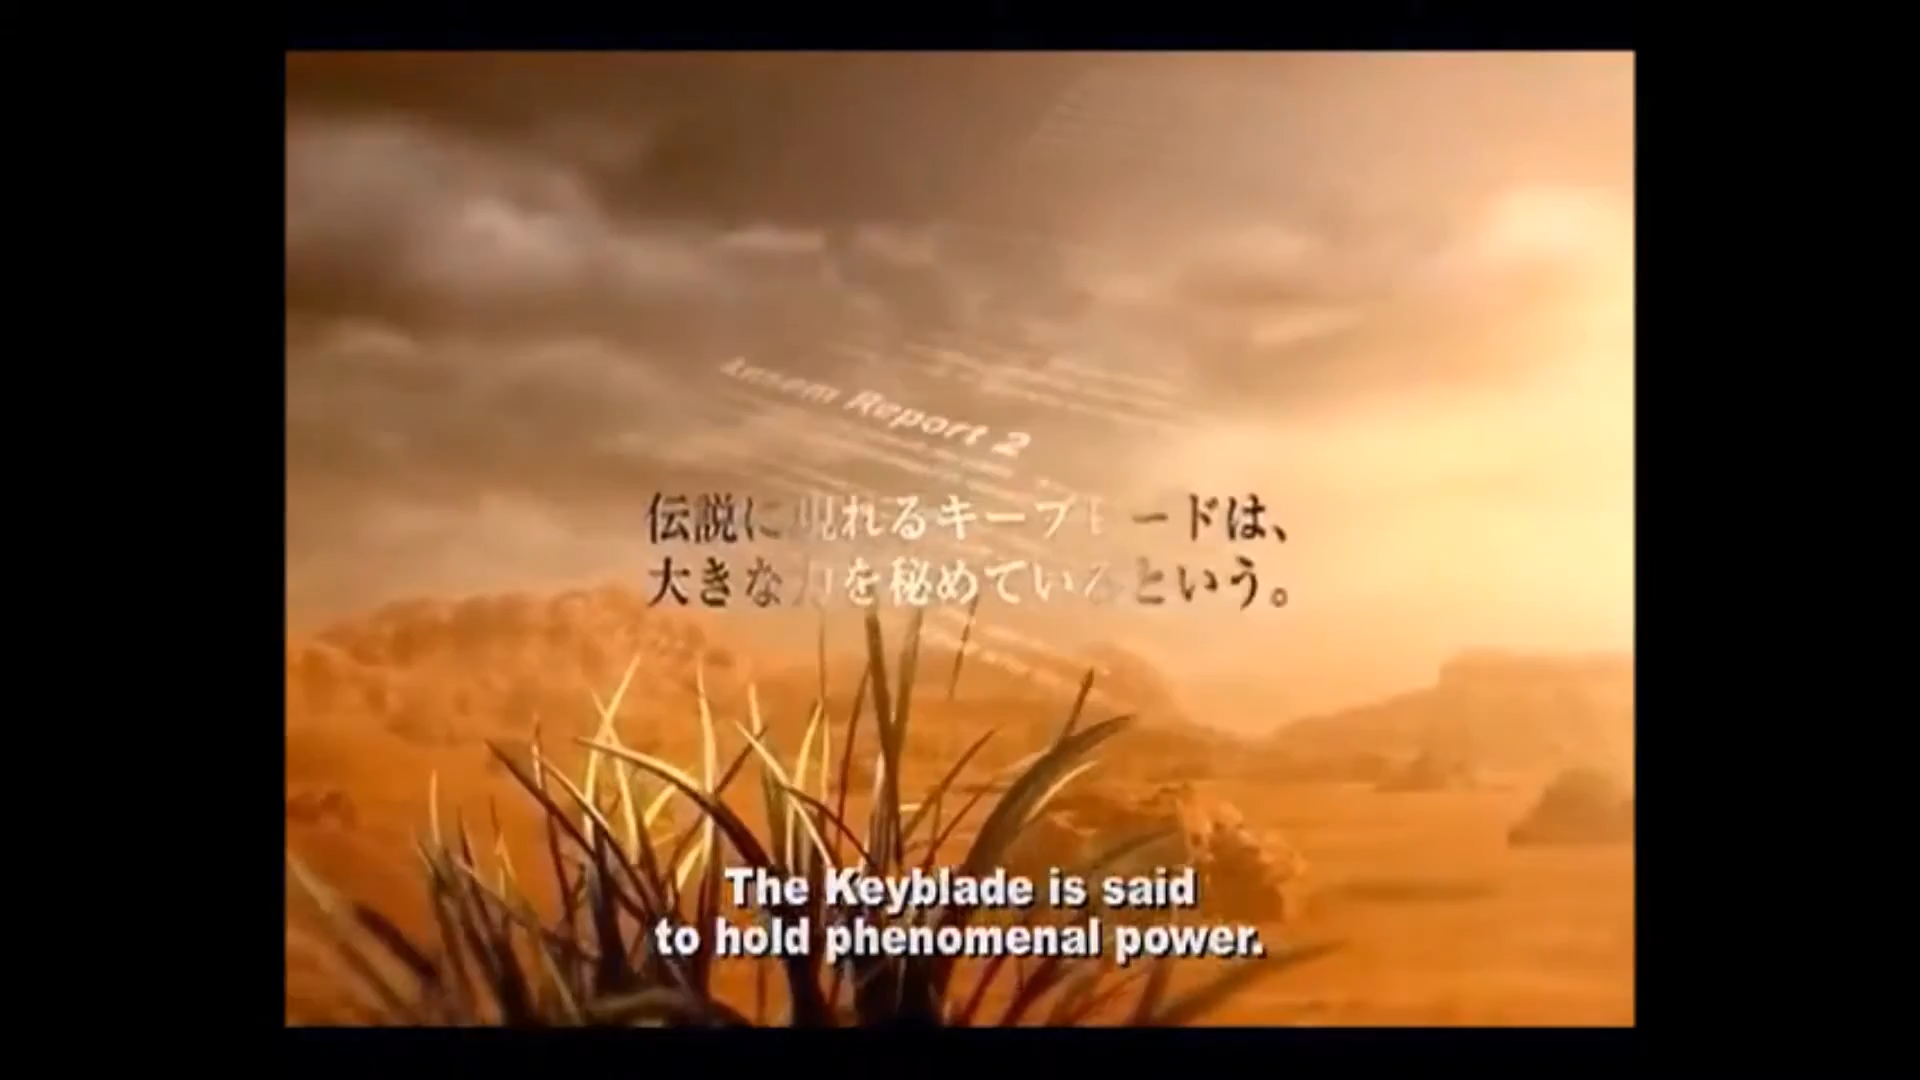 Ansem Report 2
伝説に現れるキーブレードは、
大きな力を秘めているという。
The Keyblade is said
to hold phenomenal power.